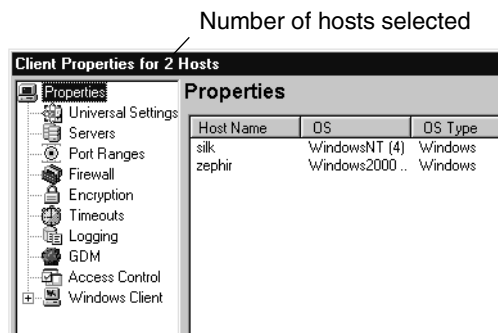 Number of hosts selected
Client Properties for 2 Hosts
Properties
Universal Settings
Servers
Port Ranges
Firewall
Encryption
Timeouts
Logging
GDM
Access Control
Windows Client
Properties
Host Name OS OS Type
silk WindowsNT (4) Windows
zephir Windows2000 .. Windows